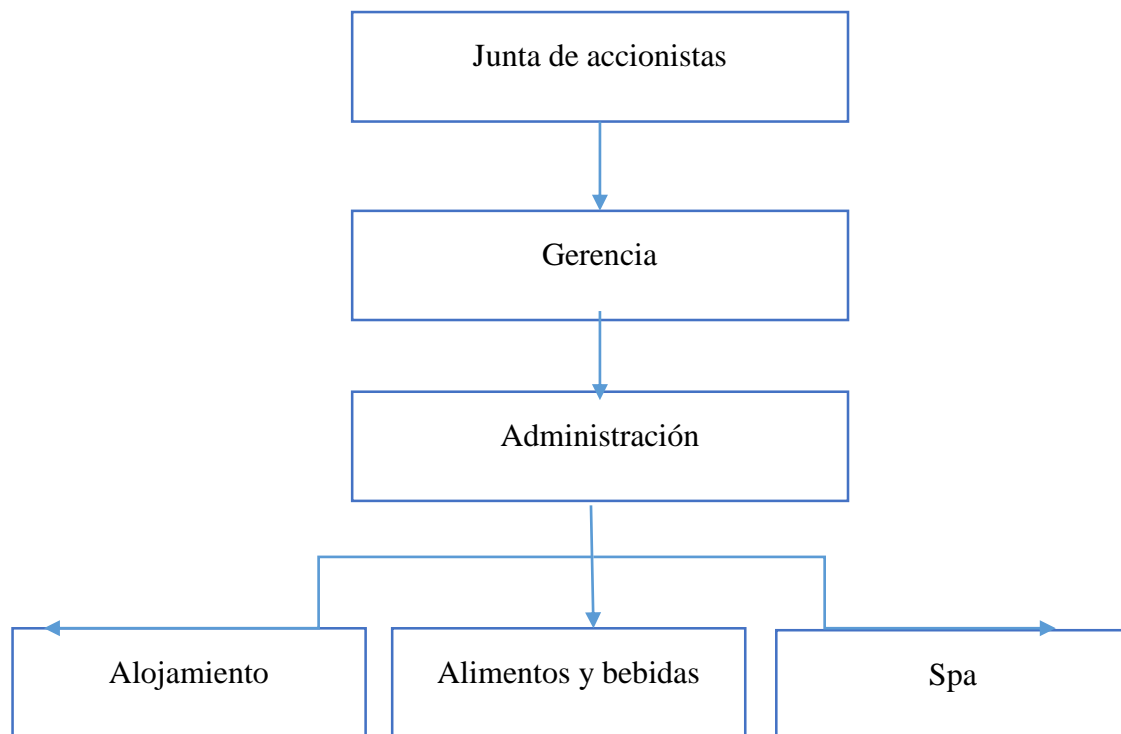 Junta de accionistas
Gerencia
Administración
Alojamiento
Alimentos y bebidas
Spa